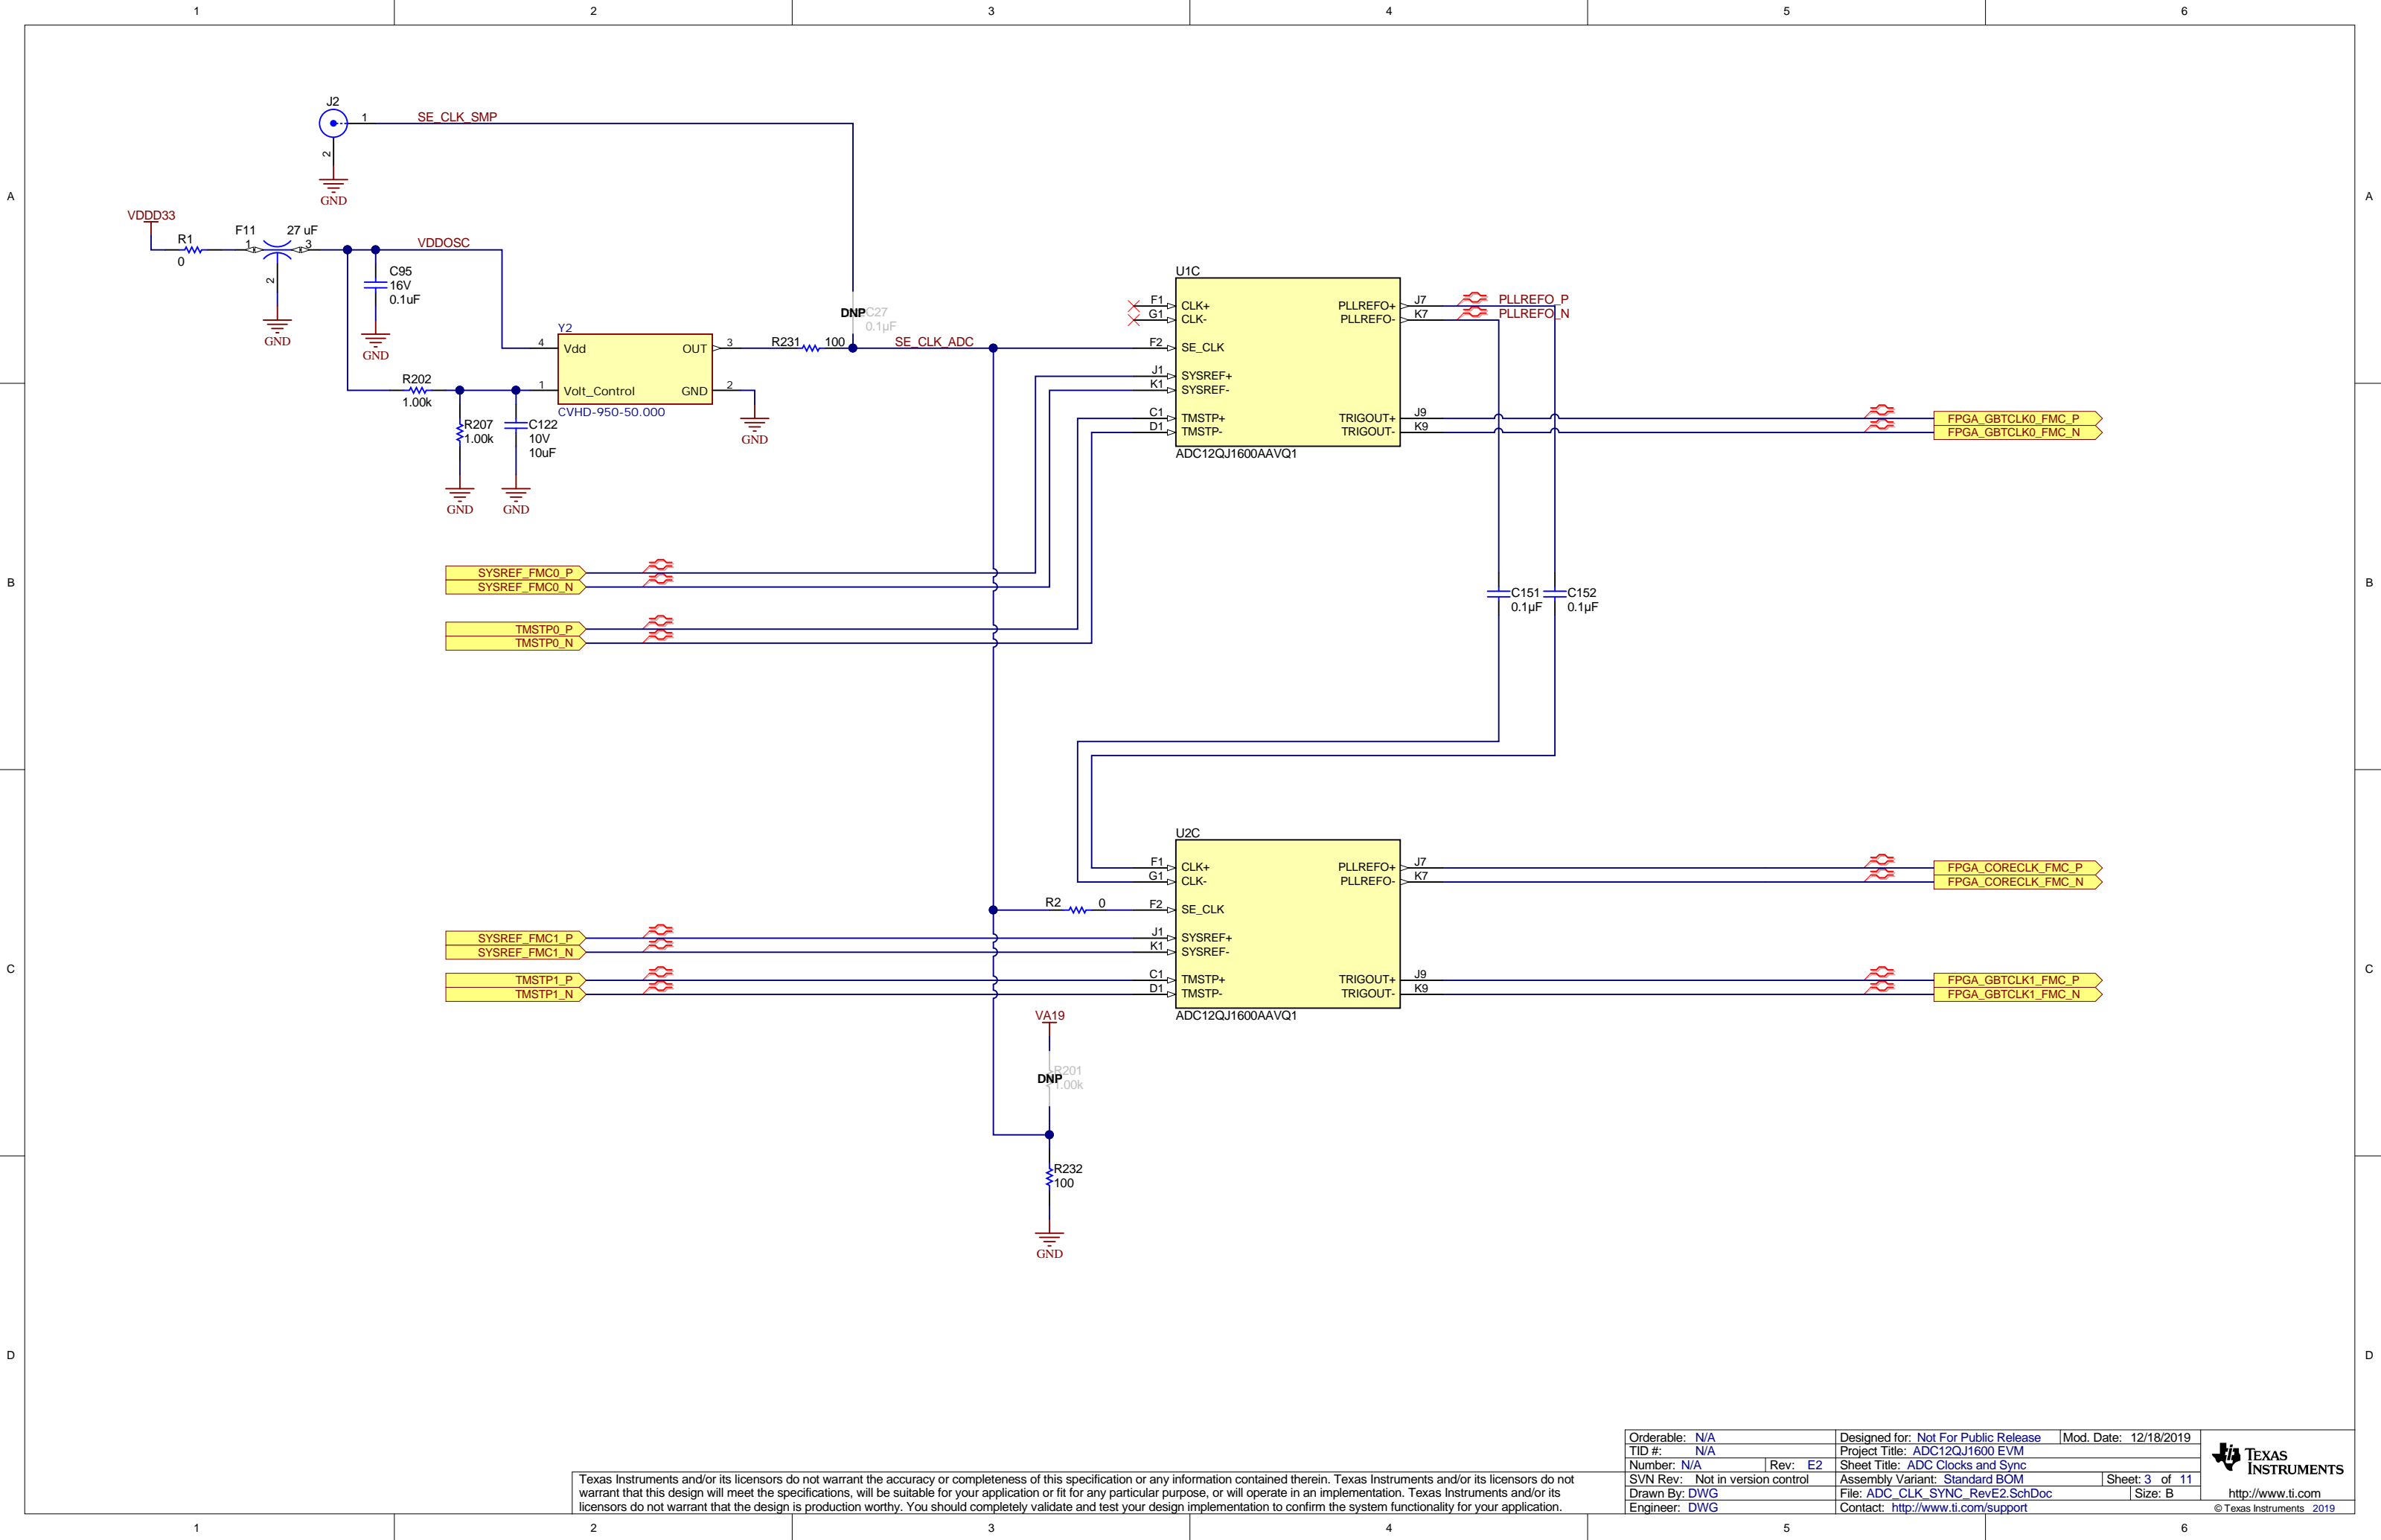 1 2 3 4 5 6
J2
1 SE_CLK_SMP
2
GND
A A
VDDD33
R1
0
F11 27 uF
1 3
2
GND
VDDOSC
C95
16V
0.1uF
GND
DNP C27
0.1µF
Y2
4 Vdd OUT 3
1 Volt_Control GND 2
CVHD-950-50.000
GND
R231 100 SE_CLK_ADC
R202
1.00k
R207
1.00k
C122
10V
10uF
GND GND
U1C
F1 CLK+ PLLREFO+ J7 PLLREFO_P
G1 CLK- PLLREFO- K7 PLLREFO_N
F2 SE_CLK
J1 SYSREF+
K1 SYSREF-
C1 TMSTP+ TRIGOUT+ J9 FPGA_GBTCLK0_FMC_P
D1 TMSTP- TRIGOUT- K9 FPGA_GBTCLK0_FMC_N
ADC12QJ1600AAVQ1
B B
SYSREF_FMC0_P
SYSREF_FMC0_N
TMSTP0_P
TMSTP0_N
C151
0.1µF
C152
0.1µF
U2C
F1 CLK+ PLLREFO+ J7 FPGA_CORECLK_FMC_P
G1 CLK- PLLREFO- K7 FPGA_CORECLK_FMC_N
R2 0 F2 SE_CLK
SYSREF_FMC1_P J1 SYSREF+
SYSREF_FMC1_N K1 SYSREF-
C C
TMSTP1_P C1 TMSTP+ TRIGOUT+ J9 FPGA_GBTCLK1_FMC_P
TMSTP1_N D1 TMSTP- TRIGOUT- K9 FPGA_GBTCLK1_FMC_N
ADC12QJ1600AAVQ1
VA19
DNP R201
1.00k
R232
100
GND
D D
Texas Instruments and/or its licensors do not warrant the accuracy or completeness of this specification or any information contained therein. Texas Instruments and/or its licensors do not
warrant that this design will meet the specifications, will be suitable for your application or fit for any particular purpose, or will operate in an implementation. Texas Instruments and/or its
licensors do not warrant that the design is production worthy. You should completely validate and test your design implementation to confirm the system functionality for your application.
Orderable: N/A Designed for: Not For Public Release Mod. Date: 12/18/2019
TID #: N/A Project Title: ADC12QJ1600 EVM
Number: N/A Rev: E2 Sheet Title: ADC Clocks and Sync
SVN Rev: Not in version control Assembly Variant: Standard BOM Sheet: 3 of 11
Drawn By: DWG File: ADC_CLK_SYNC_RevE2.SchDoc Size: B
Engineer: DWG Contact: http://www.ti.com/support
TEXAS
INSTRUMENTS
http://www.ti.com
© Texas Instruments 2019
1 2 3 4 5 6